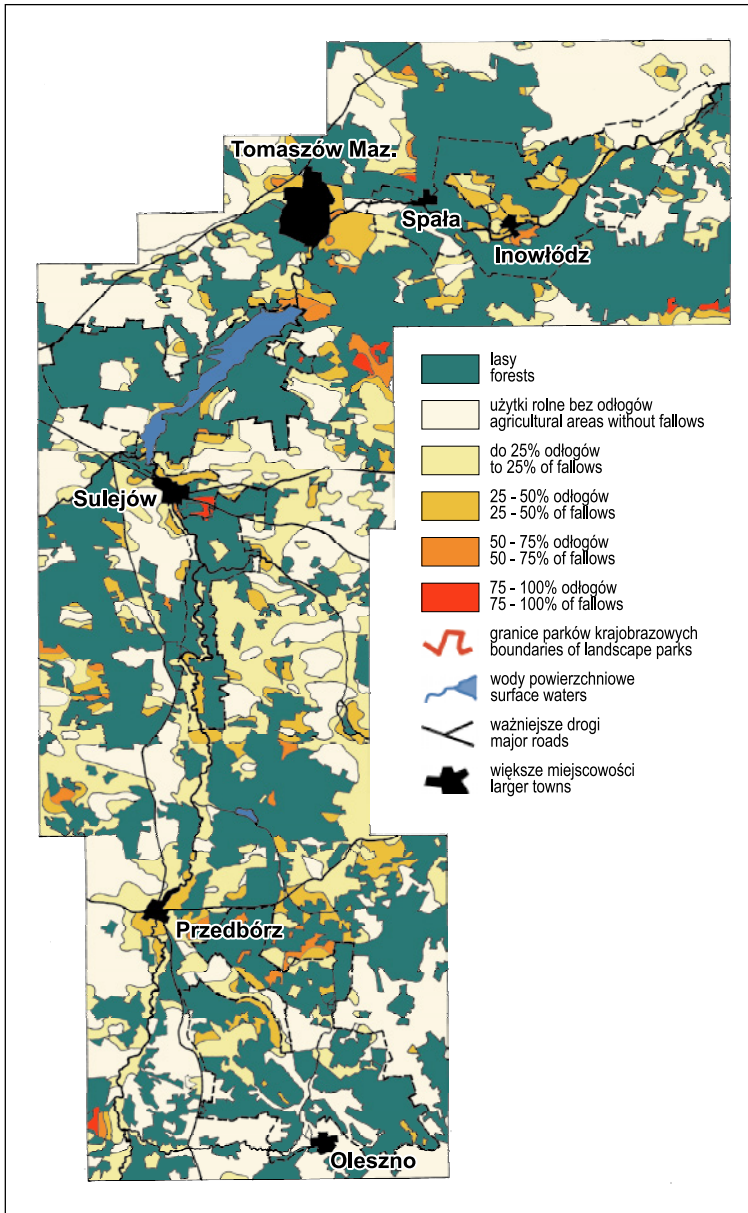 Tomaszów Maz.
Spała
Inowłódz
Sulejów
Przedbórz
Oleszno
lasy
forests
użytki rolne bez odłogów
agricultural areas without fallows
do 25% odłogów
to 25% of fallows
25 - 50% odłogów
25 - 50% of fallows
50 - 75% odłogów
50 - 75% of fallows
75 - 100% odłogów
75 - 100% of fallows
granice parków krajobrazowych
boundaries of landscape parks
wody powierzchniowe
surface waters
ważniejsze drogi
major roads
większe miejscowości
larger towns